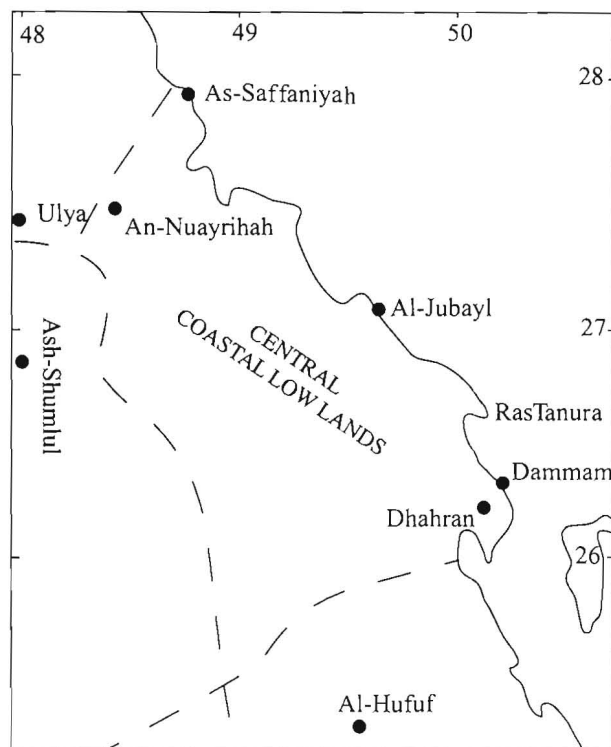 48 49 50
28
As-Saffaniyah
Ulya
An-Nuayrihah
Al-Jubayl
27
Ash-Shumlul
CENTRAL
COASTAL LOW LANDS
RasTanura
Dammam
Dhahran
26
Al-Hufuf